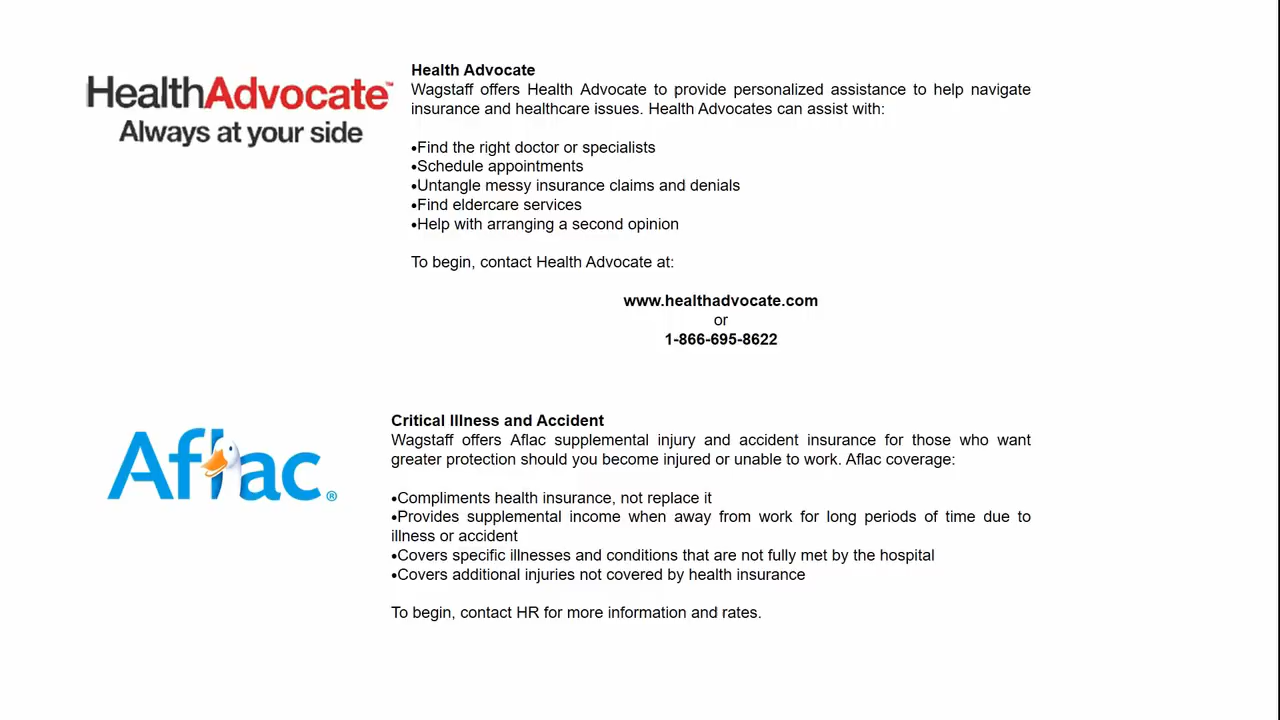 HealthAdvocate™
Always at your side
Health Advocate
Wagstaff offers Health Advocate to provide personalized assistance to help navigate
insurance and healthcare issues. Health Advocates can assist with:
•Find the right doctor or specialists
•Schedule appointments
•Untangle messy insurance claims and denials
•Find eldercare services
•Help with arranging a second opinion
To begin, contact Health Advocate at:
www.healthadvocate.com
or
1-866-695-8622
Aflac®
Critical Illness and Accident
Wagstaff offers Aflac supplemental injury and accident insurance for those who want
greater protection should you become injured or unable to work. Aflac coverage:
•Compliments health insurance, not replace it
•Provides supplemental income when away from work for long periods of time due to
illness or accident
•Covers specific illnesses and conditions that are not fully met by the hospital
•Covers additional injuries not covered by health insurance
To begin, contact HR for more information and rates.